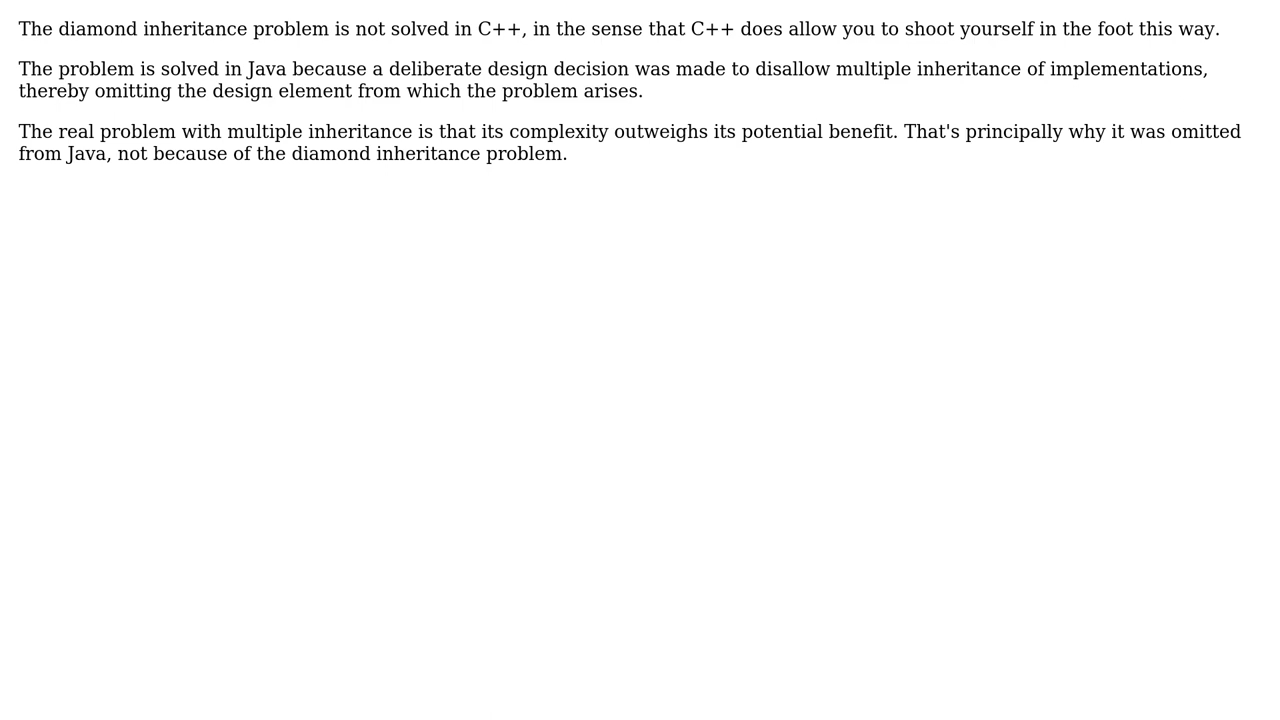 The diamond inheritance problem is not solved in C++, in the sense that C++ does allow you to shoot yourself in the foot this way.
The problem is solved in Java because a deliberate design decision was made to disallow multiple inheritance of implementations,
thereby omitting the design element from which the problem arises.
The real problem with multiple inheritance is that its complexity outweighs its potential benefit. That's principally why it was omitted
from Java, not because of the diamond inheritance problem.